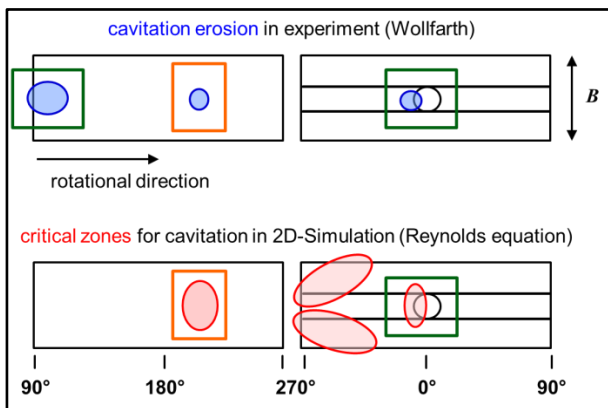 cavitation erosion in experiment (Wollfarth)
B
rotational direction
critical zones for cavitation in 2D-Simulation (Reynolds equation)
90° 180° 270° 0° 90°